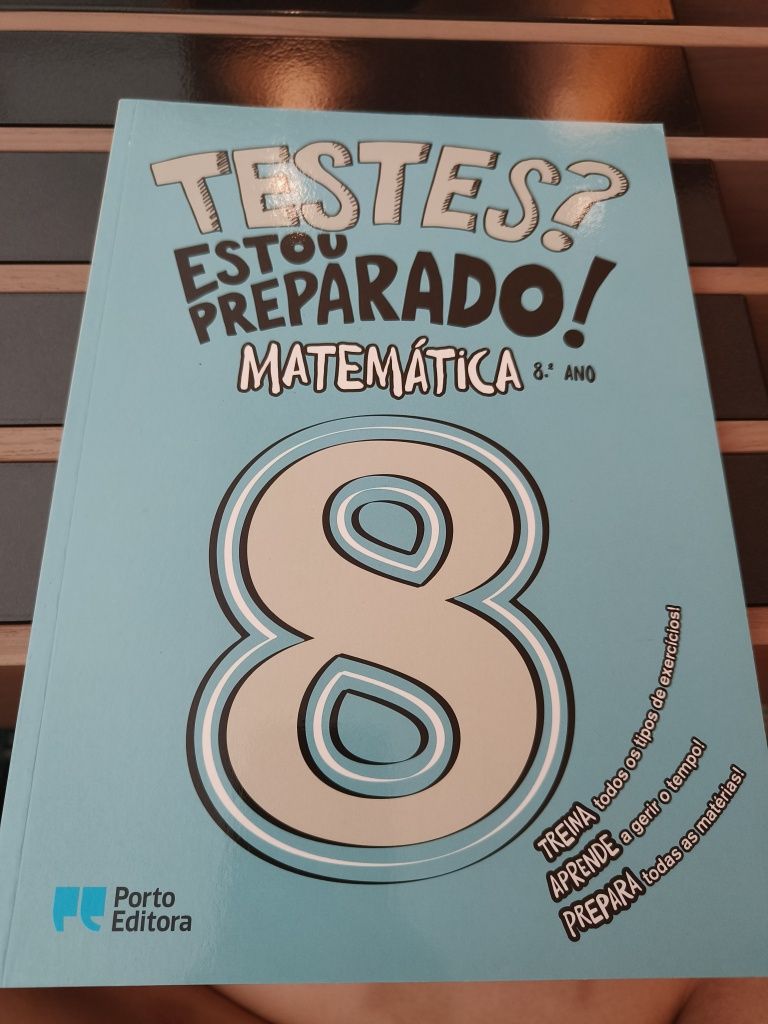 TESTES?
ESTOU
PREPARADO!
MATEMÁTICA 8.º ANO
8
TREINA todos os tipos de exercícios!
APRENDE a gerir o tempo!
PREPARA todas as matérias!
Porto
Editora